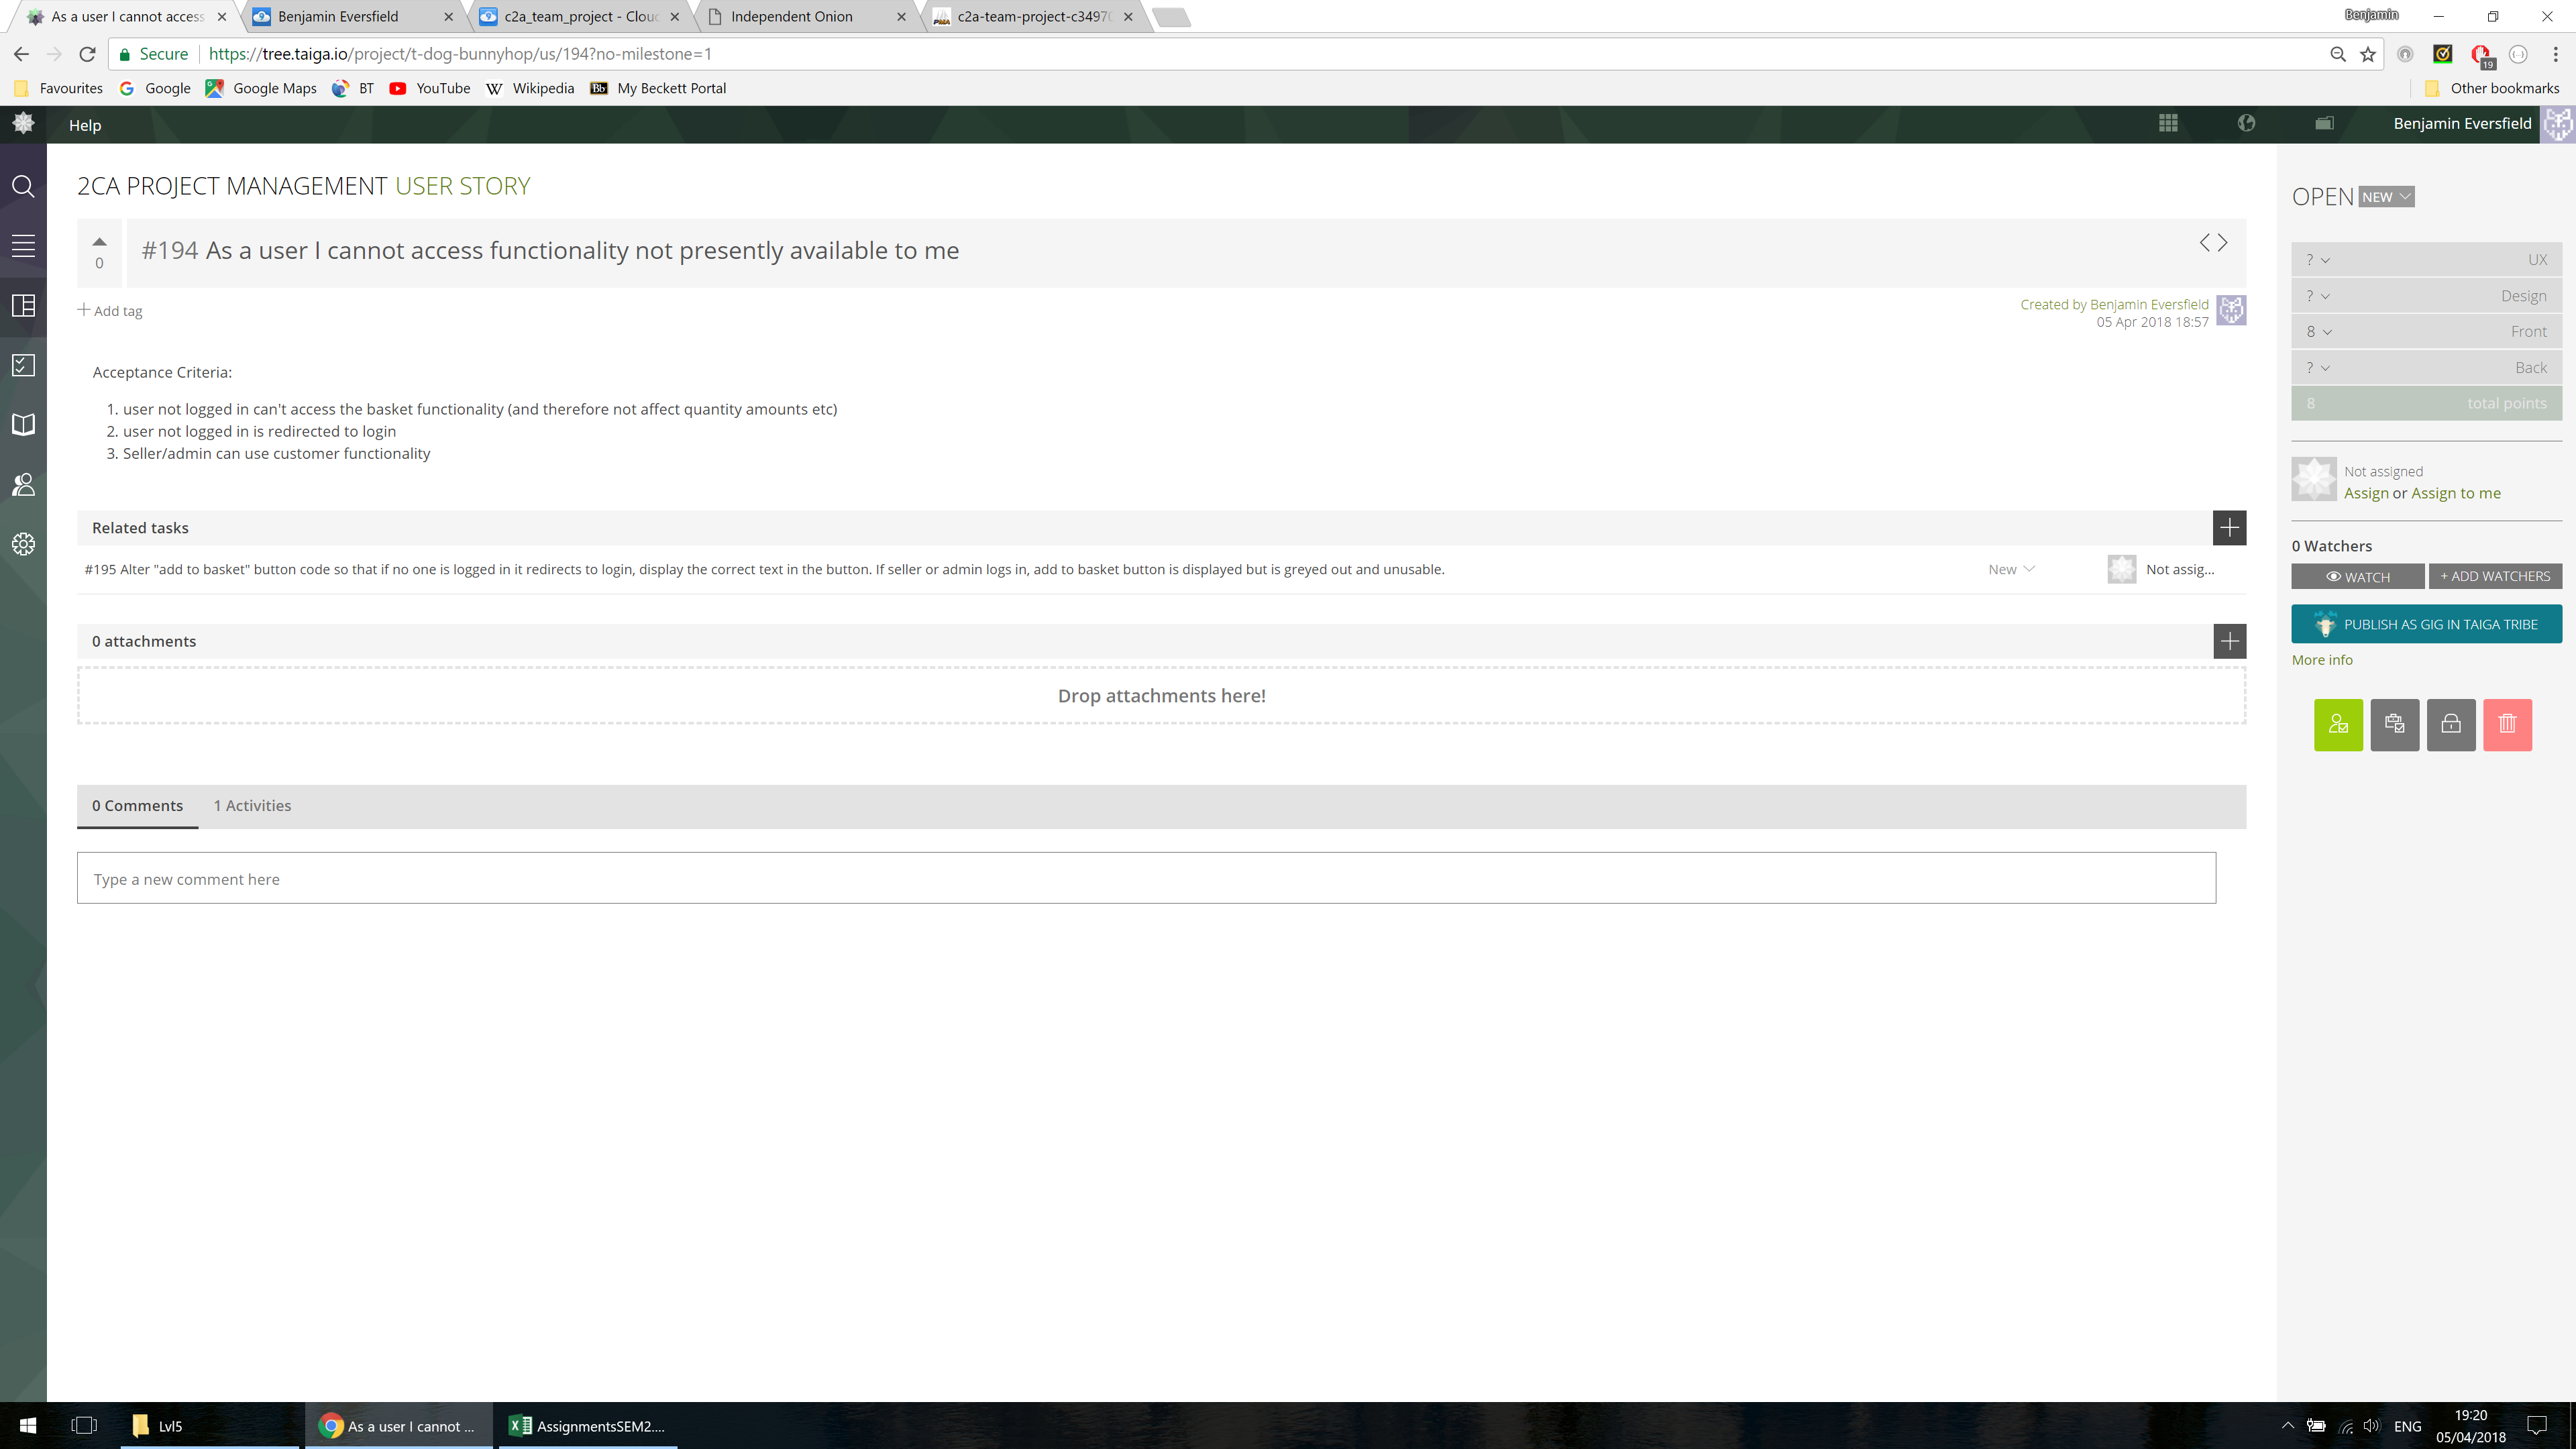 As a user I cannot access
Benjamin Eversfield
c2a_team_project - Clou
Independent Onion
c2a-team-project-c3497
Benjamin
Secure
https://tree.taiga.io/project/t-dog-bunnyhop/us/194?no-milestone=1
19
Favourites
Google
Google Maps
BT
YouTube
W Wikipedia
Bb My Beckett Portal
Other bookmarks
Help
Benjamin Eversfield
2CA PROJECT MANAGEMENT USER STORY
OPEN NEW
0
#194 As a user I cannot access functionality not presently available to me
Add tag
Created by Benjamin Eversfield
05 Apr 2018 18:57
? UX
? Design
8 Front
? Back
8 total points
Acceptance Criteria:
1. user not logged in can't access the basket functionality (and therefore not affect quantity amounts etc)
2. user not logged in is redirected to login
3. Seller/admin can use customer functionality
Not assigned
Assign or Assign to me
Related tasks
#195 Alter "add to basket" button code so that if no one is logged in it redirects to login, display the correct text in the button. If seller or admin logs in, add to basket button is displayed but is greyed out and unusable.
New
Not assig...
0 Watchers
WATCH
+ ADD WATCHERS
PUBLISH AS GIG IN TAIGA TRIBE
More info
0 attachments
Drop attachments here!
0 Comments
1 Activities
Type a new comment here
Lvl5
As a user I cannot ...
AssignmentsSEM2....
ENG
19:20
05/04/2018